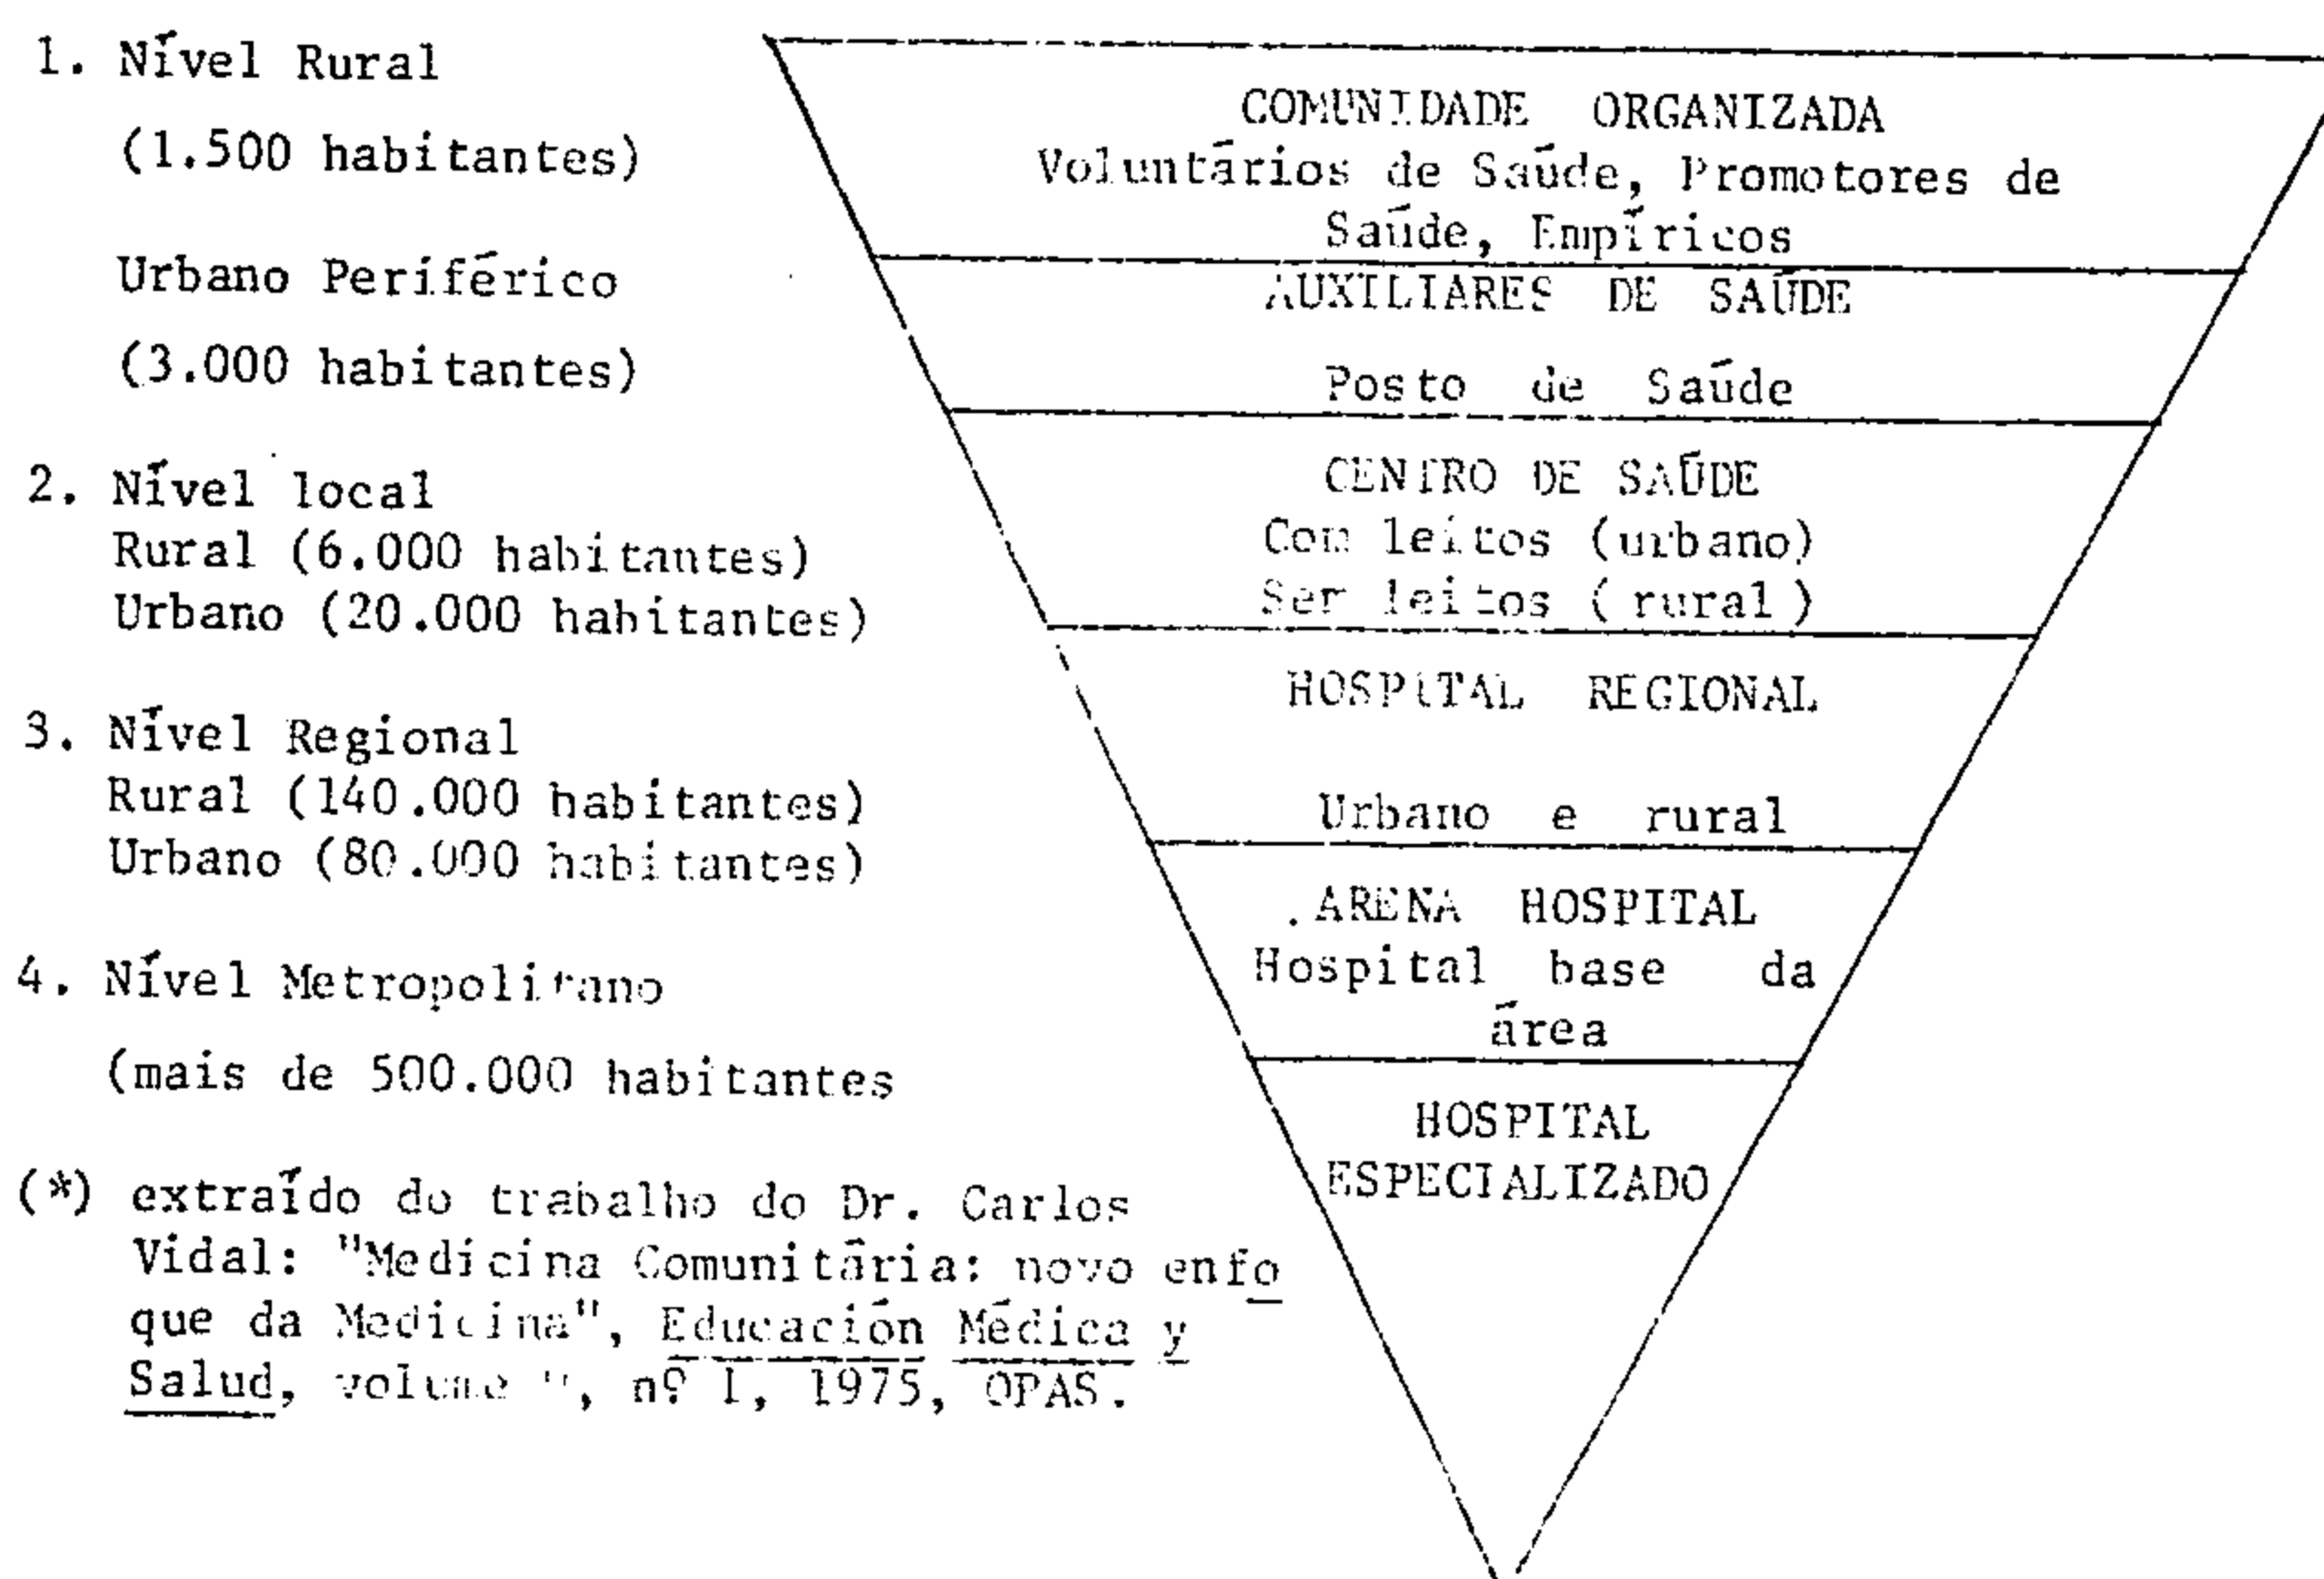 1. Nível Rural
(1.500 habitantes)
Urbano Periférico
(3.000 habitantes)
2. Nível local
Rural (6.000 habitantes)
Urbano (20.000 habitantes)
3. Nível Regional
Rural (140.000 habitantes)
Urbano (80.000 habitantes)
4. Nível Metropolitano
(mais de 500.000 habitantes
(*) extraído do trabalho do Dr. Carlos
Vidal: "Medicina Comunitária: novo enfo
que da Medicina", Educación Médica y
Salud, volume , nº 1, 1975, OPAS.
COMUNIDADE ORGANIZADA
Voluntários de Saúde, Promotores de
Saúde, Empíricos
AUXILIARES DE SAÚDE
Posto de Saúde
CENTRO DE SAÚDE
Com leitos (urbano)
Sem leitos (rural)
HOSPITAL REGIONAL
Urbano e rural
.ARENA HOSPITAL
Hospital base da
área
HOSPITAL
ESPECIALIZADO